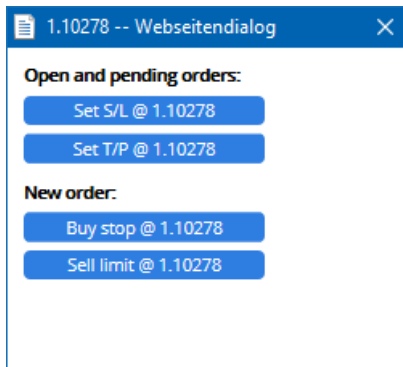 1.10278 -- Webseitendialog
Open and pending orders:
Set S/L @ 1.10278
Set T/P @ 1.10278
New order:
Buy stop @ 1.10278
Sell limit @ 1.10278